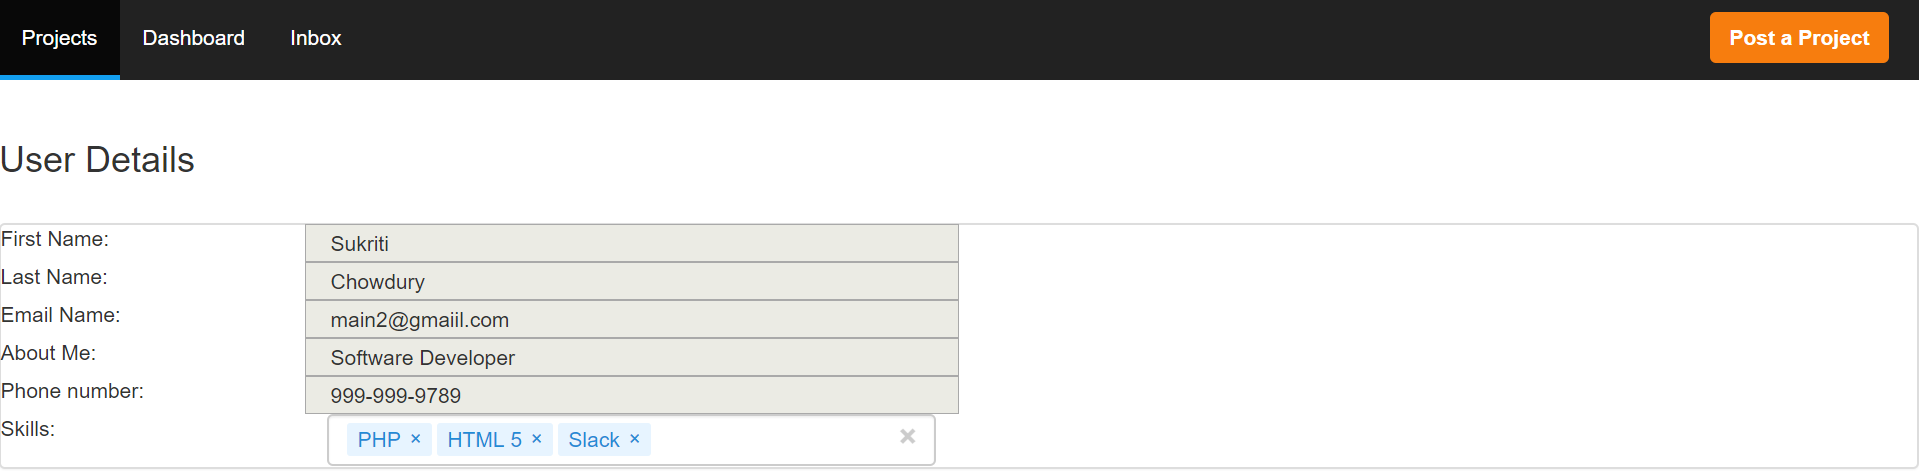 Projects Dashboard Inbox Post a Project
User Details
First Name: Sukriti
Last Name: Chowdury
Email Name: main2@gmaiil.com
About Me: Software Developer
Phone number: 999-999-9789
Skills: PHP × HTML 5 × Slack × ×